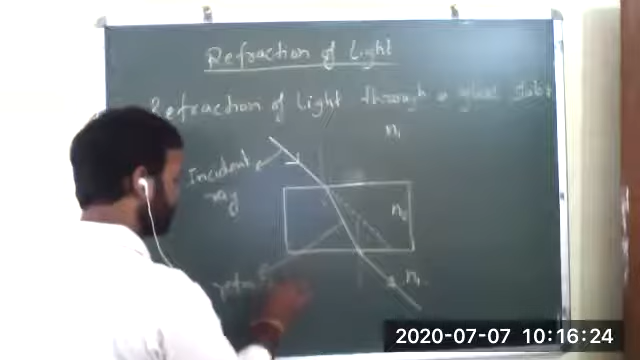 Refraction of Light
Refraction of Light through a glass slab
n₁
Incident
ray
n₂
n₁
2020-07-07 10:16:24